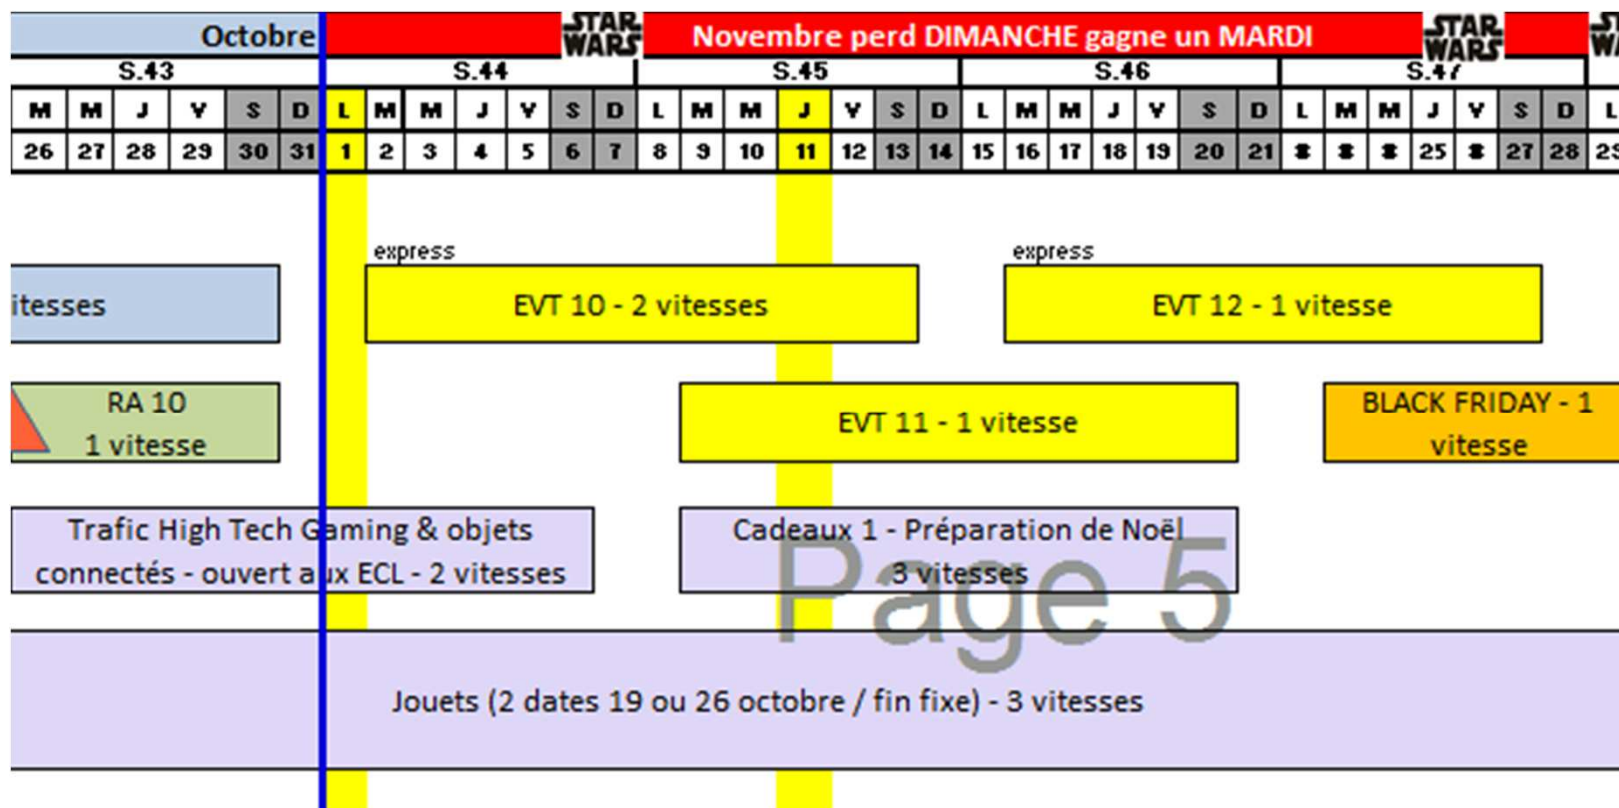 Octobre STAR WARS Novembre perd DIMANCHE gagne un MARDI STAR WARS
S.43 S.44 S.45 S.46 S.47
M M J V S D L M M J V S D L M M J V S D L M M J V S D L M M J V S D L
26 27 28 29 30 31 1 2 3 4 5 6 7 8 9 10 11 12 13 14 15 16 17 18 19 20 21 25 27 28
express express
itesses EVT 10 - 2 vitesses EVT 12 - 1 vitesse
RA 10
1 vitesse
EVT 11 - 1 vitesse
BLACK FRIDAY - 1
vitesse
Trafic High Tech Gaming & objets
connectés - ouvert aux ECL - 2 vitesses
Cadeaux 1 - Préparation de Noël
3 vitesses
Page 5
Jouets (2 dates 19 ou 26 octobre / fin fixe) - 3 vitesses